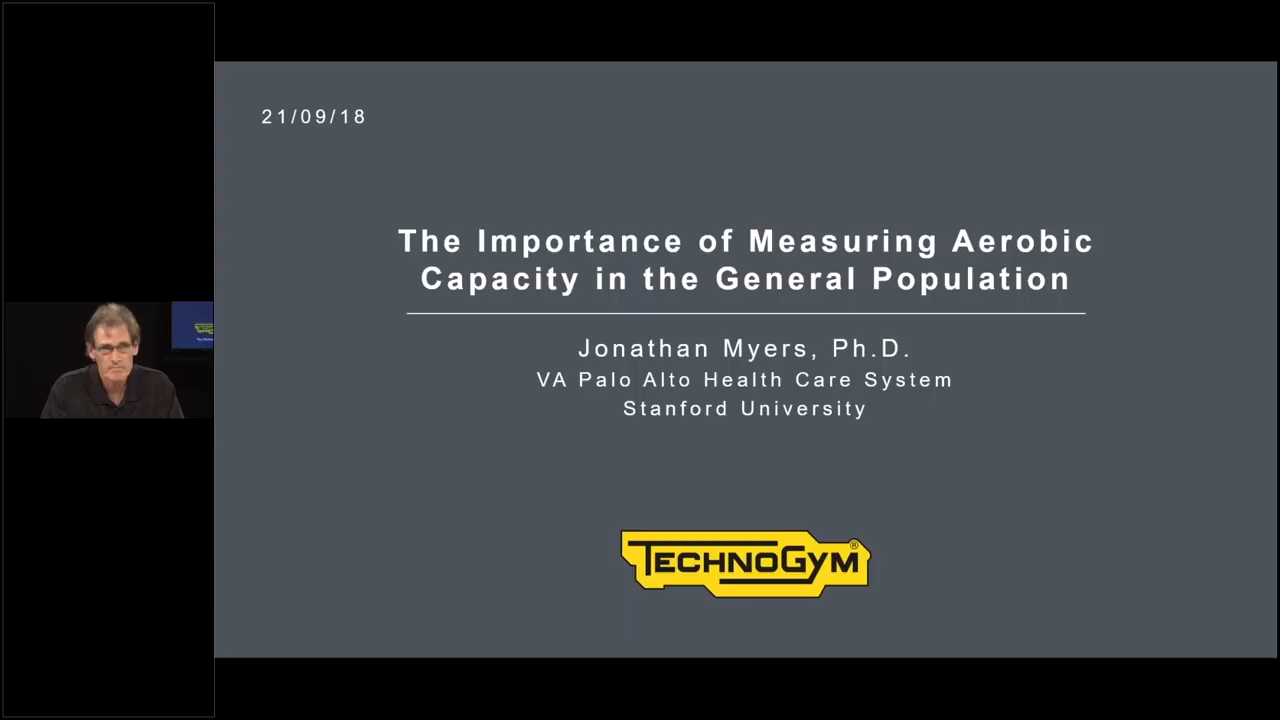 21/09/18
The Importance of Measuring Aerobic
Capacity in the General Population
Jonathan Myers, Ph.D.
VA Palo Alto Health Care System
Stanford University
TECHNOGYM®